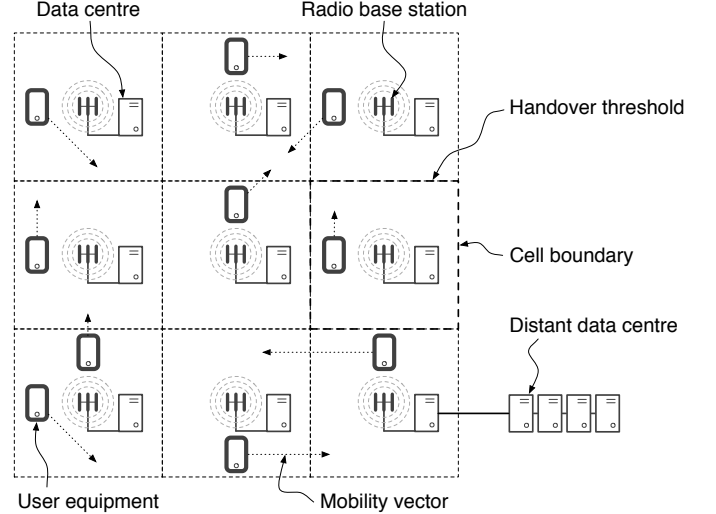 Data centre
Radio base station
Handover threshold
Cell boundary
Distant data centre
User equipment
Mobility vector